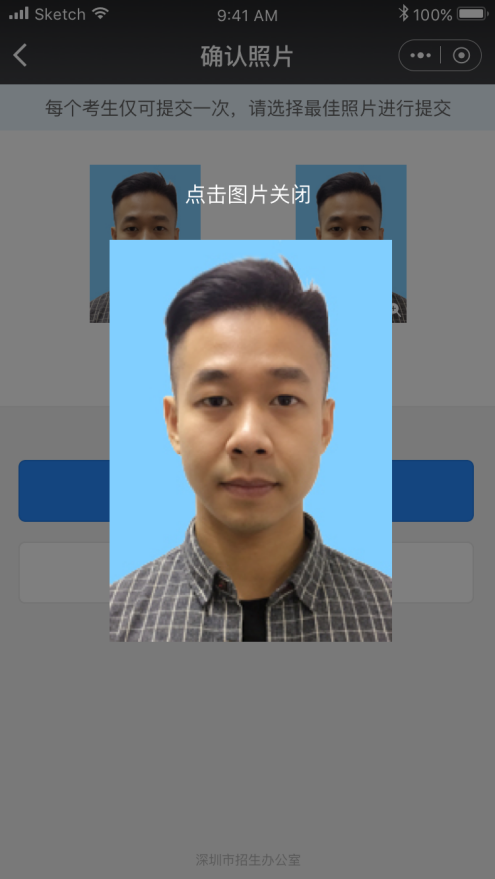 Sketch 9:41 AM 100%
确认照片
每个考生仅可提交一次，请选择最佳照片进行提交
点击图片关闭
深圳市招生办公室